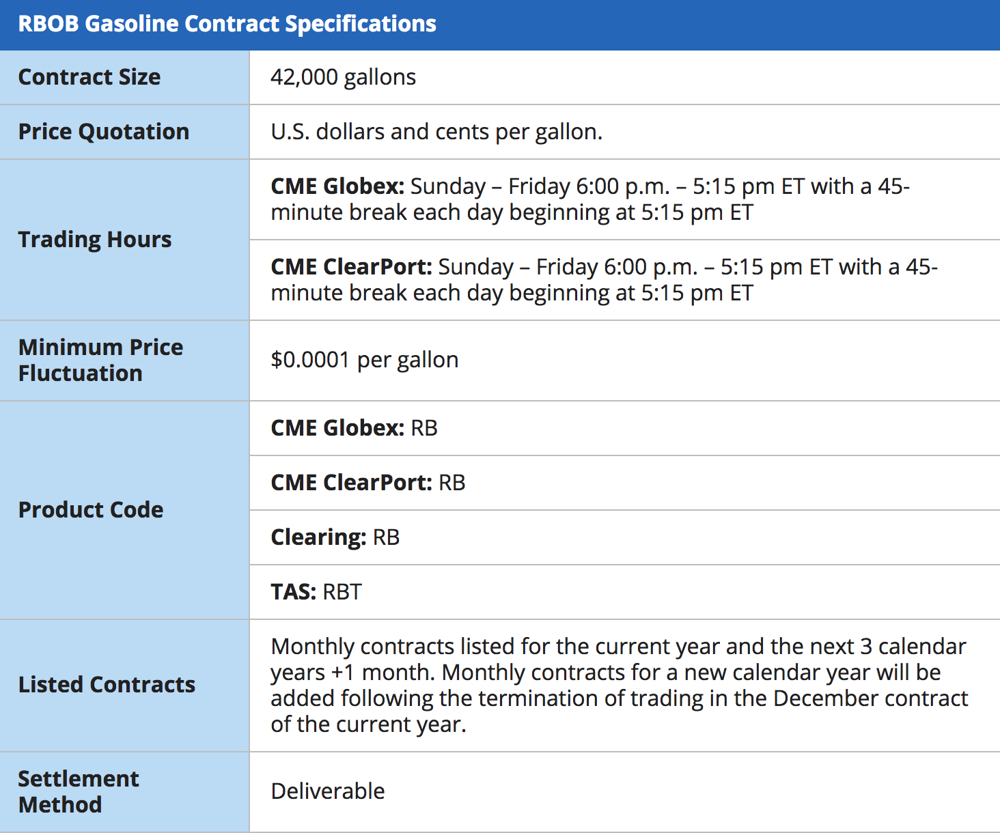 RBOB Gasoline Contract Specifications
Contract Size
42,000 gallons
Price Quotation
U.S. dollars and cents per gallon.
Trading Hours
CME Globex: Sunday – Friday 6:00 p.m. – 5:15 pm ET with a 45-
minute break each day beginning at 5:15 pm ET
CME ClearPort: Sunday – Friday 6:00 p.m. – 5:15 pm ET with a 45-
minute break each day beginning at 5:15 pm ET
Minimum Price
Fluctuation
$0.0001 per gallon
Product Code
CME Globex: RB
CME ClearPort: RB
Clearing: RB
TAS: RBT
Listed Contracts
Monthly contracts listed for the current year and the next 3 calendar
years +1 month. Monthly contracts for a new calendar year will be
added following the termination of trading in the December contract
of the current year.
Settlement
Method
Deliverable